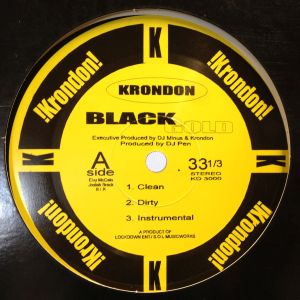 K
!Krondon!
!Krondon!
KRONDON
BLACK
GOLD
Executive Produced by DJ Minus & Krondon
Produced by DJ Pen
A
side
33 1/3
STEREO
KD 3000
R.I.P.
1. Clean
2. Dirty
3. Instrumental
A PRODUCT OF
LOCKDOWN ENT./ S.O.L. MUSICWORKS
K
K
!Krondon!
!Krondon!
K